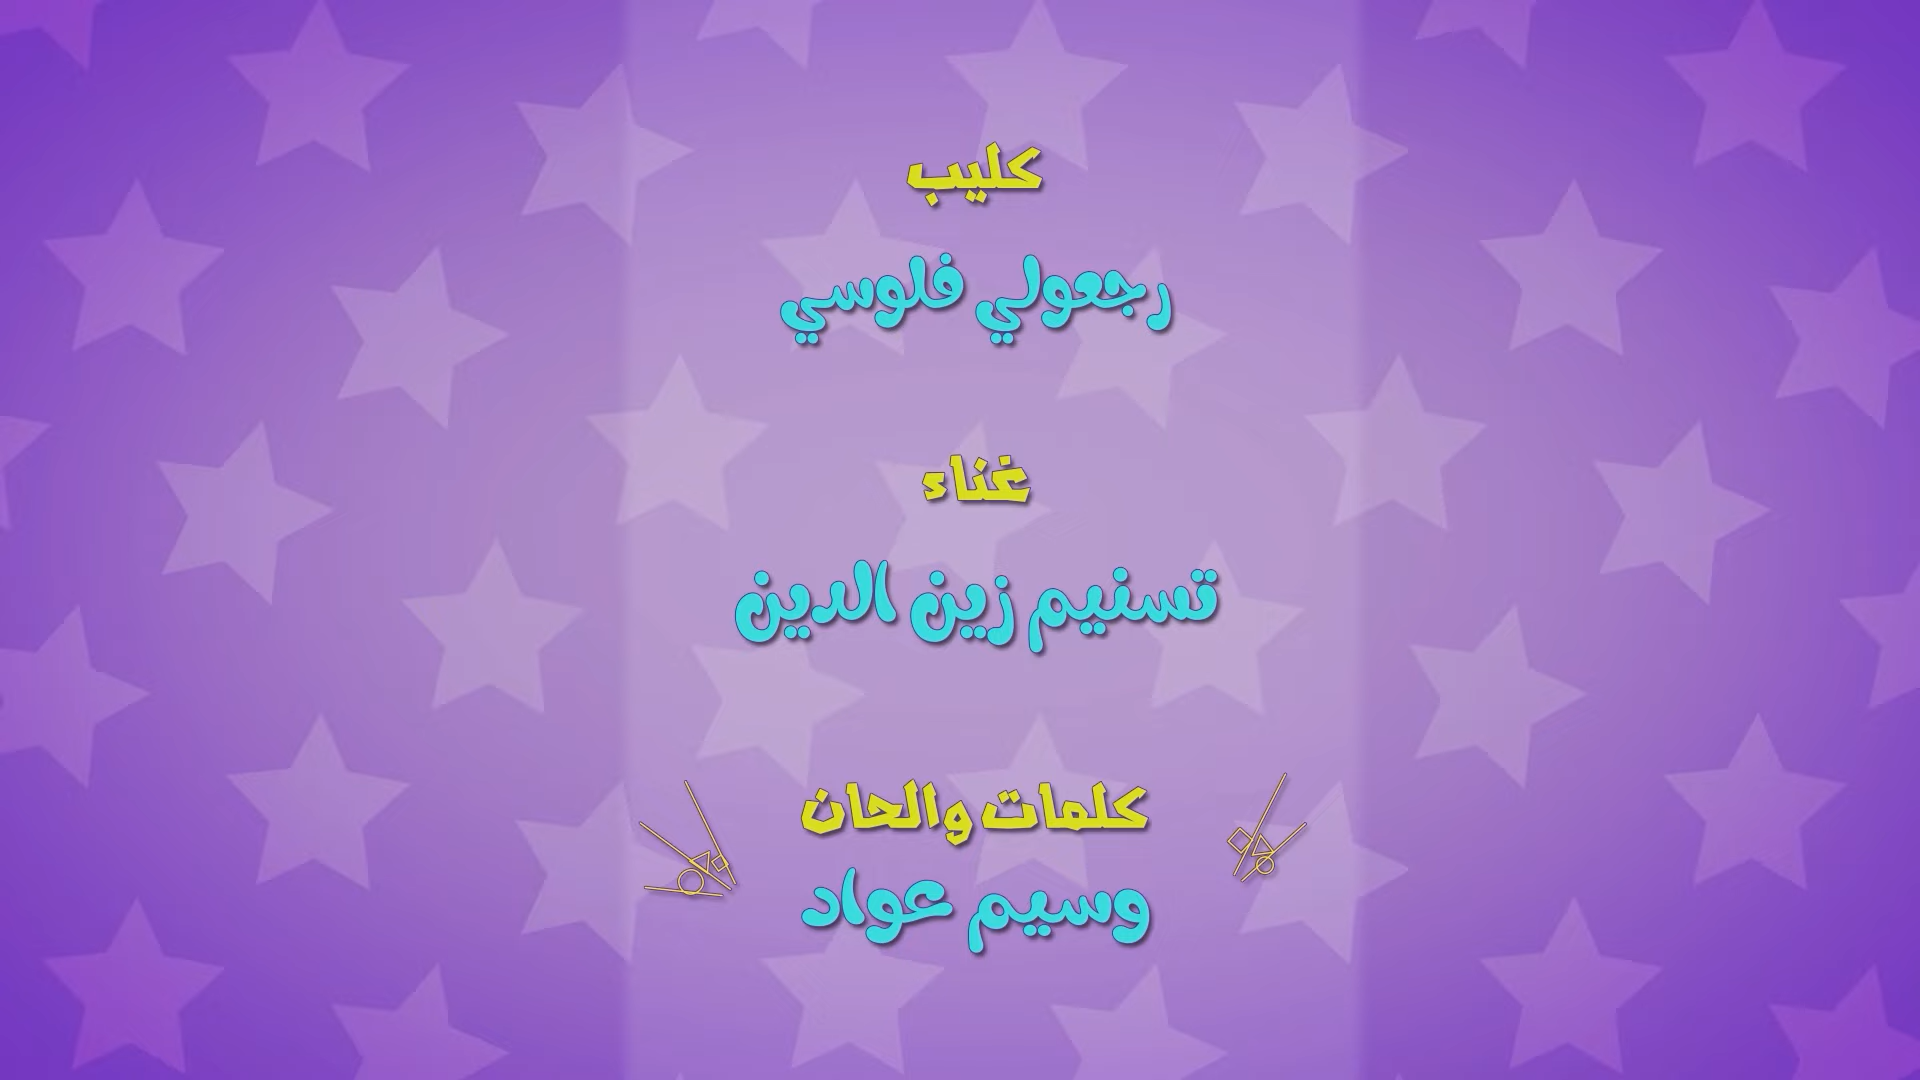 كليب
رجعولي فلوسي
غناء
تسنيم زين الدين
كلمات والحان
وسيم عواد